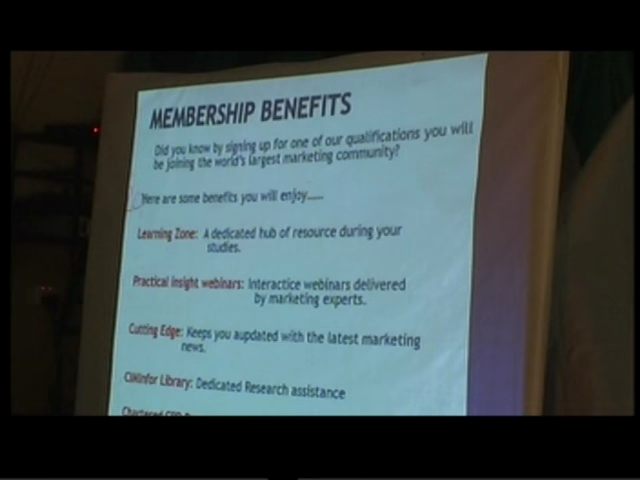 MEMBERSHIP BENEFITS
Did you know by signing up for one of our qualifications you will
be joining the world's largest marketing community?
Here are some benefits you will enjoy.....
Learning Zone: A dedicated hub of resource during your
studies.
Practical insight webinars: Interactice webinars delivered
by marketing experts.
Cutting Edge: Keeps you aupdated with the latest marketing
news.
CIMinfor Library: Dedicated Research assistance
Chartered CPD